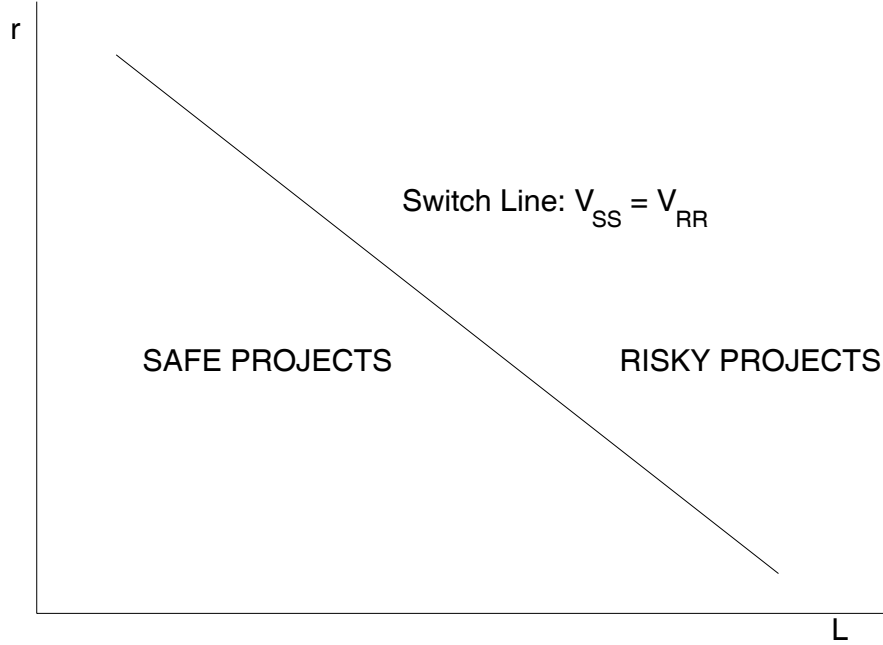 r
Switch Line: V_SS = V_RR
SAFE PROJECTS
RISKY PROJECTS
L